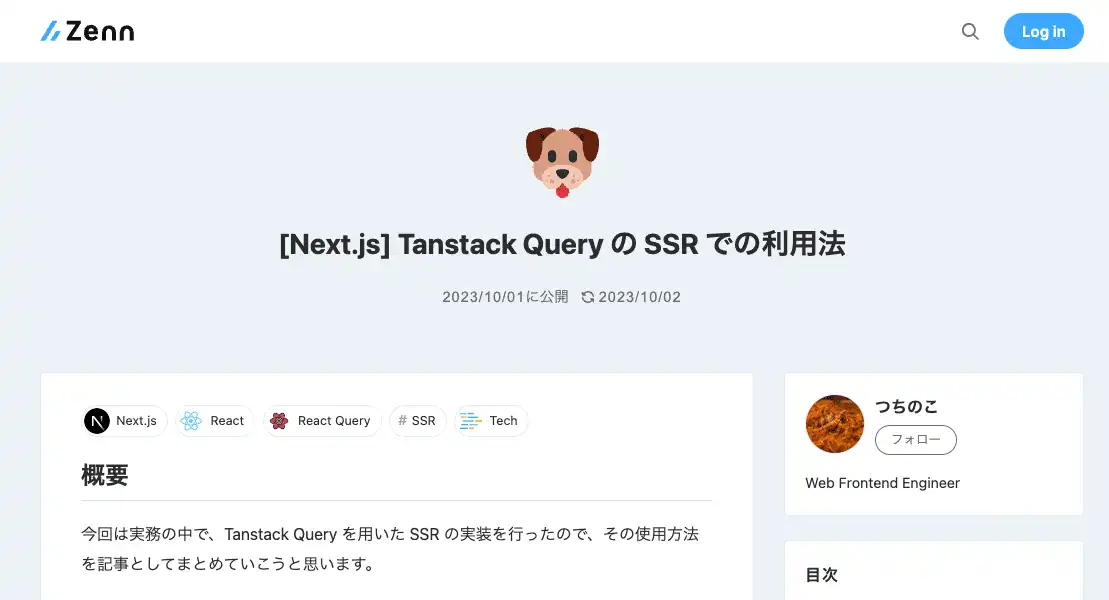 Zenn
Log in
[Next.js] Tanstack Query の SSR での利用法
2023/10/01に公開 2023/10/02
Next.js React React Query # SSR Tech
概要
今回は実務の中で、Tanstack Query を用いた SSR の実装を行ったので、その使用方法
を記事としてまとめていこうと思います。
つちのこ
フォロー
Web Frontend Engineer
目次